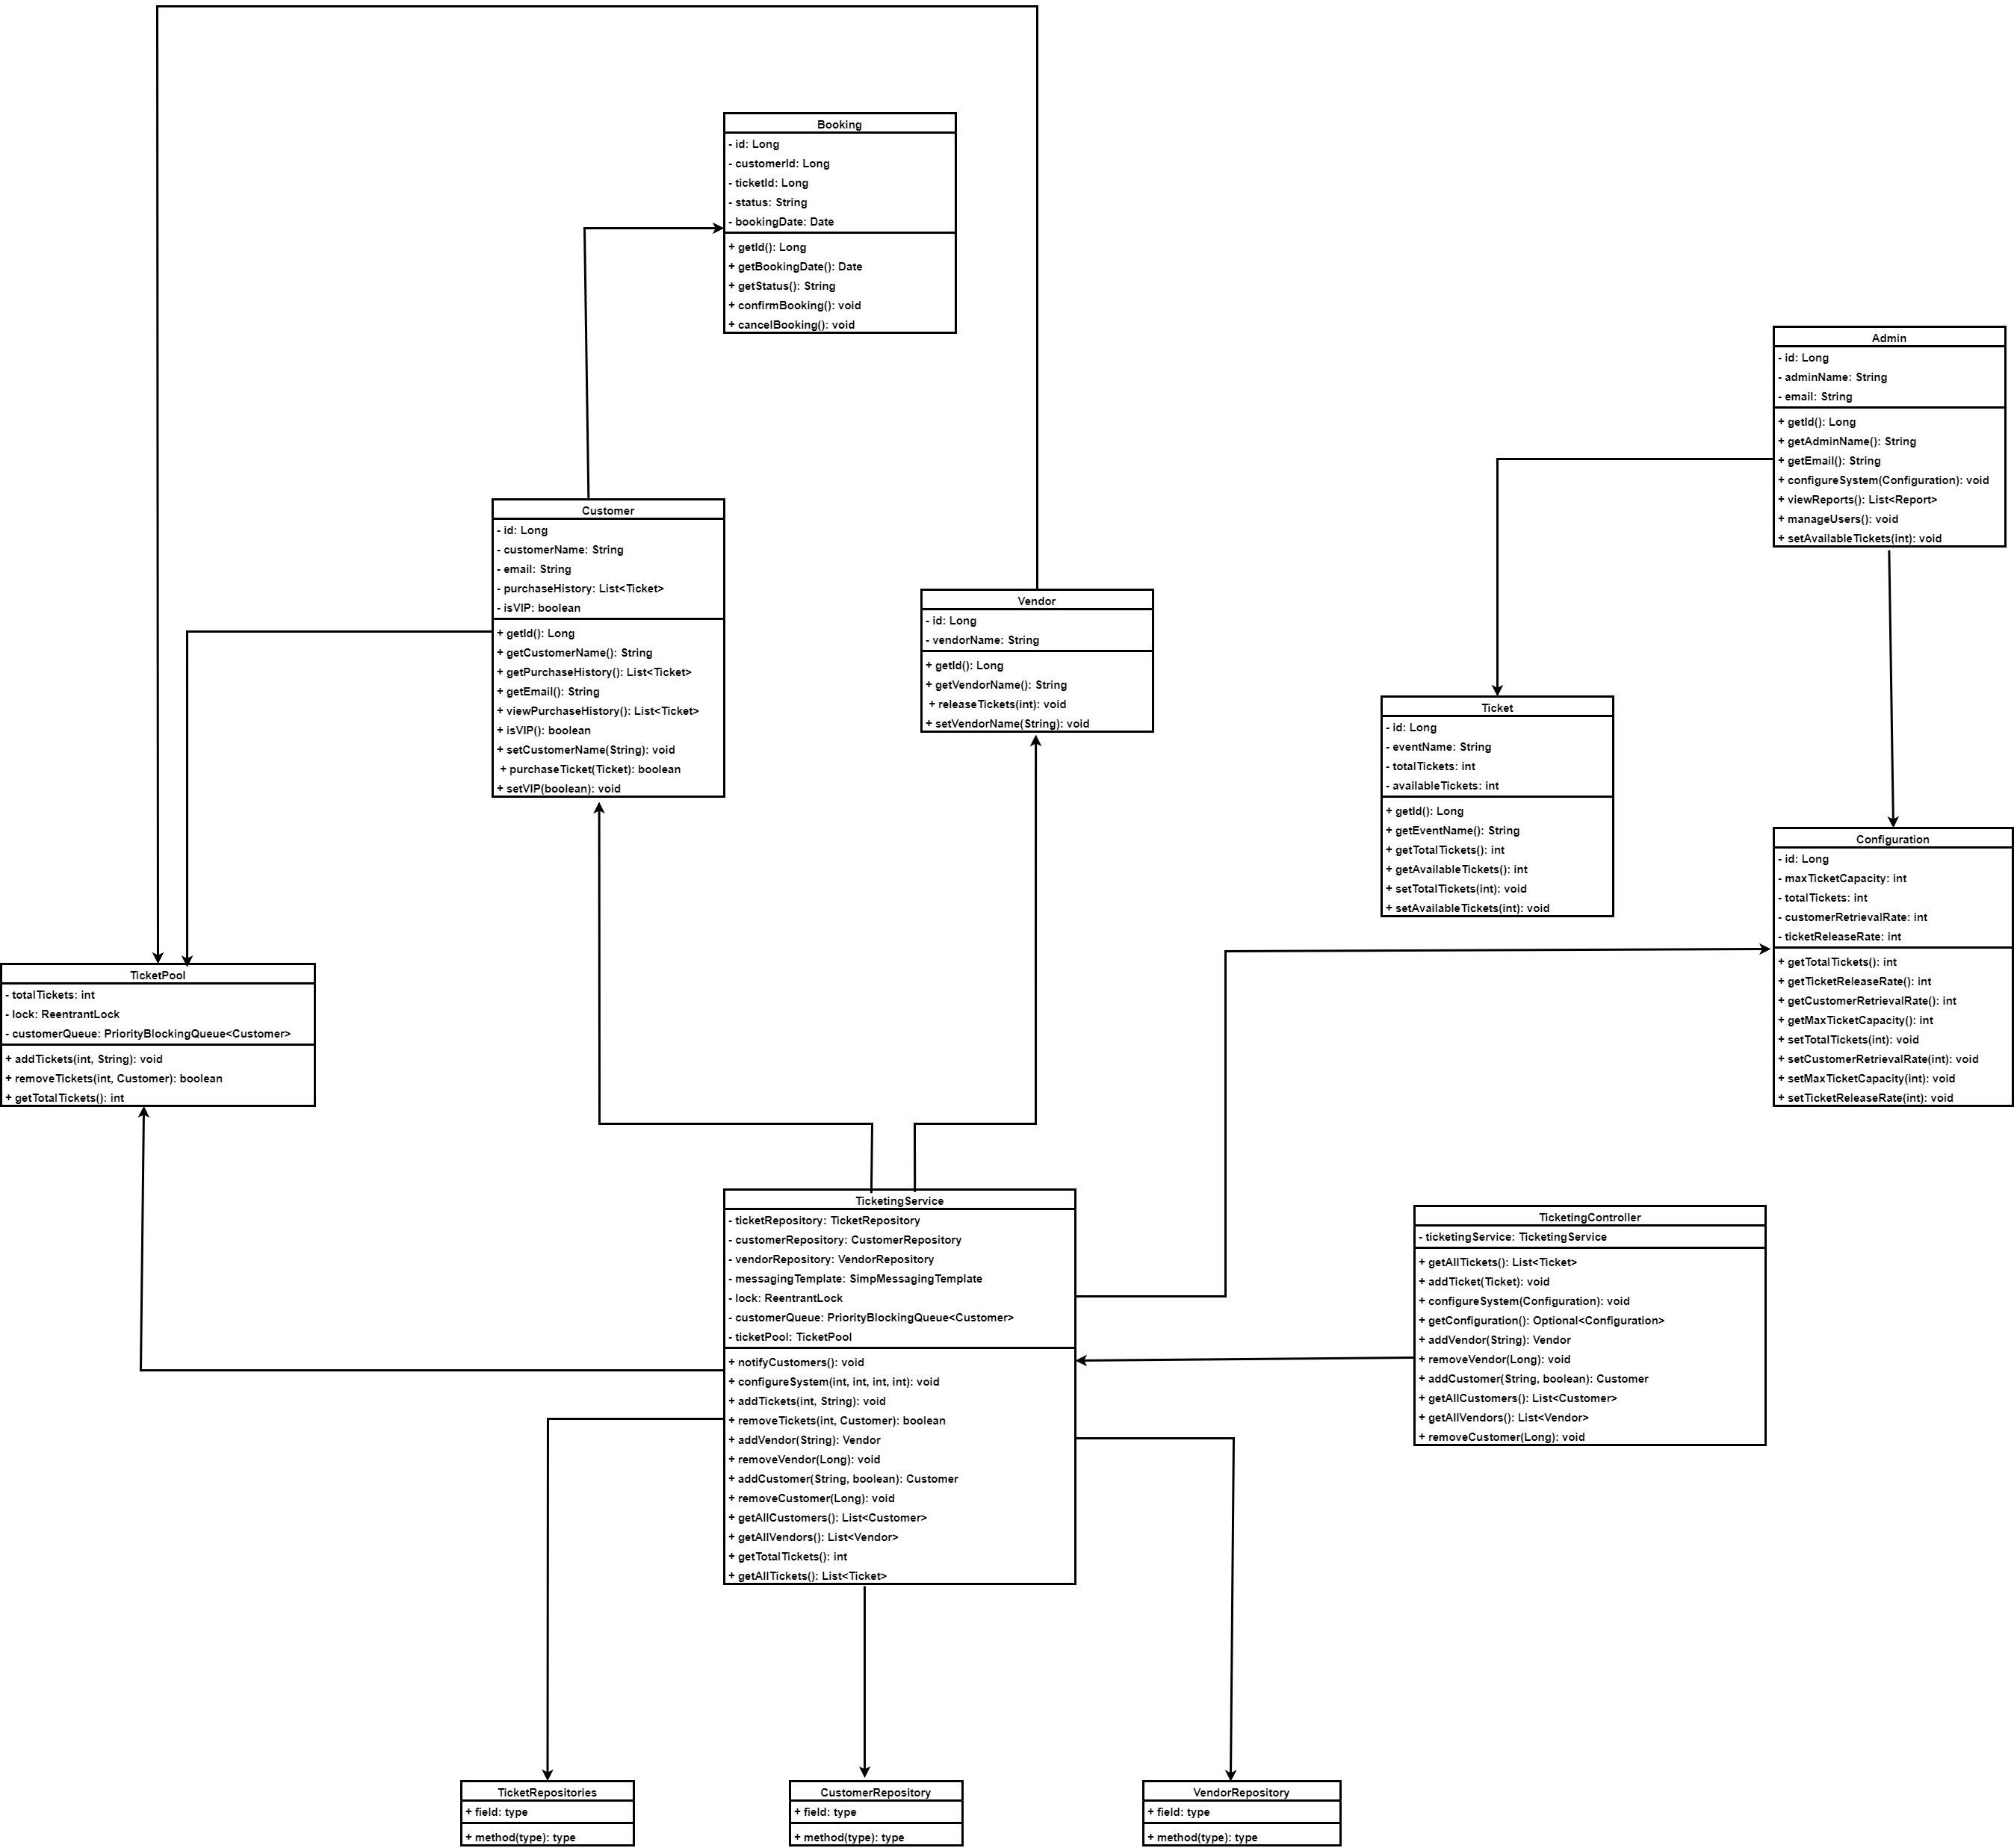 Booking
- id: Long
- customerId: Long
- ticketId: Long
- status: String
- bookingDate: Date
+ getId(): Long
+ getBookingDate(): Date
+ getStatus(): String
+ confirmBooking(): void
+ cancelBooking(): void
Admin
- id: Long
- adminName: String
- email: String
+ getId(): Long
+ getAdminName(): String
+ getEmail(): String
+ configureSystem(Configuration): void
+ viewReports(): List<Report>
+ manageUsers(): void
+ setAvailableTickets(int): void
Customer
- id: Long
- customerName: String
- email: String
- purchaseHistory: List<Ticket>
- isVIP: boolean
+ getId(): Long
+ getCustomerName(): String
+ getPurchaseHistory(): List<Ticket>
+ getEmail(): String
+ viewPurchaseHistory(): List<Ticket>
+ isVIP(): boolean
+ setCustomerName(String): void
+ purchaseTicket(Ticket): boolean
+ setVIP(boolean): void
Vendor
- id: Long
- vendorName: String
+ getId(): Long
+ getVendorName(): String
+ releaseTickets(int): void
+ setVendorName(String): void
Ticket
- id: Long
- eventName: String
- totalTickets: int
- availableTickets: int
+ getId(): Long
+ getEventName(): String
+ getTotalTickets(): int
+ getAvailableTickets(): int
+ setTotalTickets(int): void
+ setAvailableTickets(int): void
Configuration
- id: Long
- maxTicketCapacity: int
- totalTickets: int
- customerRetrievalRate: int
- ticketReleaseRate: int
+ getTotalTickets(): int
+ getTicketReleaseRate(): int
+ getCustomerRetrievalRate(): int
+ getMaxTicketCapacity(): int
+ setTotalTickets(int): void
+ setCustomerRetrievalRate(int): void
+ setMaxTicketCapacity(int): void
+ setTicketReleaseRate(int): void
TicketPool
- totalTickets: int
- lock: ReentrantLock
- customerQueue: PriorityBlockingQueue<Customer>
+ addTickets(int, String): void
+ removeTickets(int, Customer): boolean
+ getTotalTickets(): int
TicketingService
- ticketRepository: TicketRepository
- customerRepository: CustomerRepository
- vendorRepository: VendorRepository
- messagingTemplate: SimpMessagingTemplate
- lock: ReentrantLock
- customerQueue: PriorityBlockingQueue<Customer>
- ticketPool: TicketPool
+ notifyCustomers(): void
+ configureSystem(int, int, int, int): void
+ addTickets(int, String): void
+ removeTickets(int, Customer): boolean
+ addVendor(String): Vendor
+ removeVendor(Long): void
+ addCustomer(String, boolean): Customer
+ removeCustomer(Long): void
+ getAllCustomers(): List<Customer>
+ getAllVendors(): List<Vendor>
+ getTotalTickets(): int
+ getAllTickets(): List<Ticket>
TicketingController
- ticketingService: TicketingService
+ getAllTickets(): List<Ticket>
+ addTicket(Ticket): void
+ configureSystem(Configuration): void
+ getConfiguration(): Optional<Configuration>
+ addVendor(String): Vendor
+ removeVendor(Long): void
+ addCustomer(String, boolean): Customer
+ getAllCustomers(): List<Customer>
+ getAllVendors(): List<Vendor>
+ removeCustomer(Long): void
TicketRepositories
+ field: type
+ method(type): type
CustomerRepository
+ field: type
+ method(type): type
VendorRepository
+ field: type
+ method(type): type